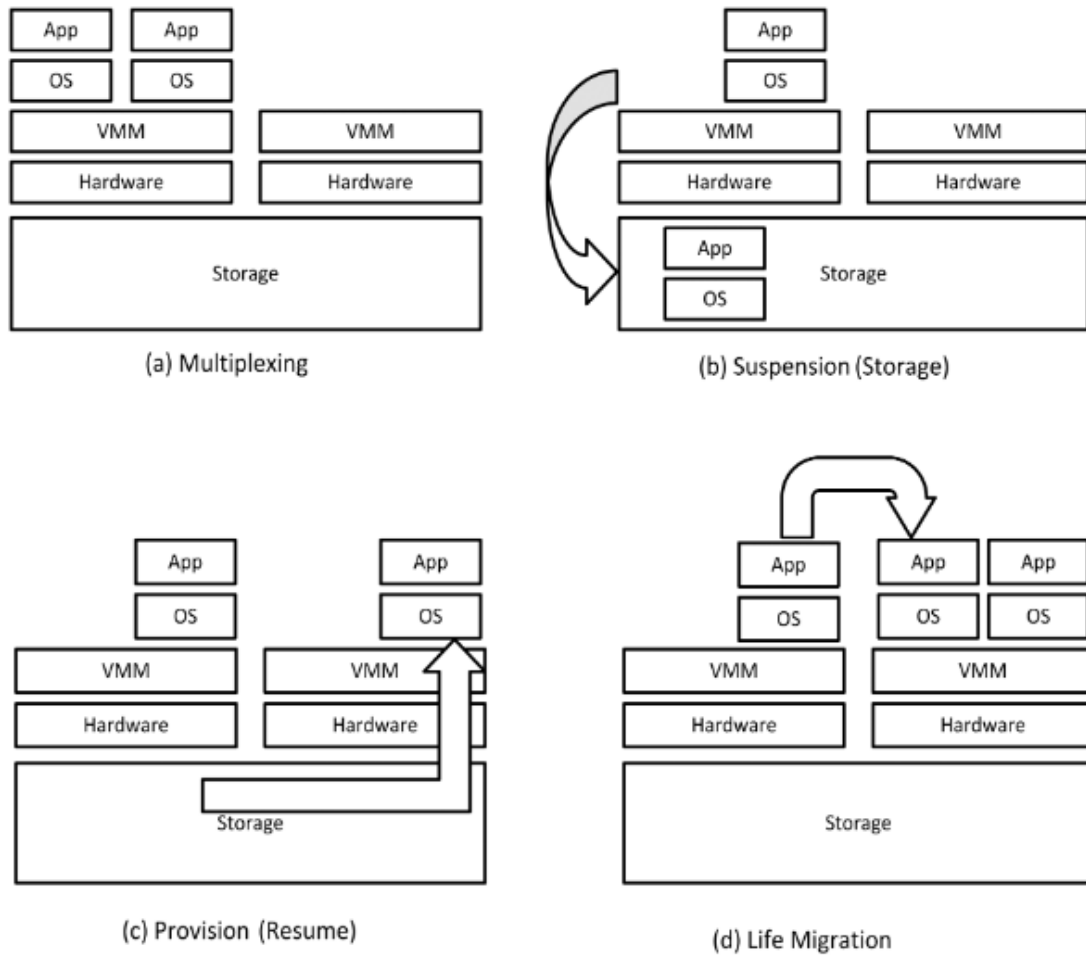 App App
OS OS
VMM VMM
Hardware Hardware
Storage
(a) Multiplexing
App
OS
VMM VMM
Hardware Hardware
App
Storage
OS
(b) Suspension (Storage)
App App
OS OS
VMM VMM
Hardware Hardware
Storage
(c) Provision (Resume)
App App App
OS OS OS
VMM VMM
Hardware Hardware
Storage
(d) Life Migration